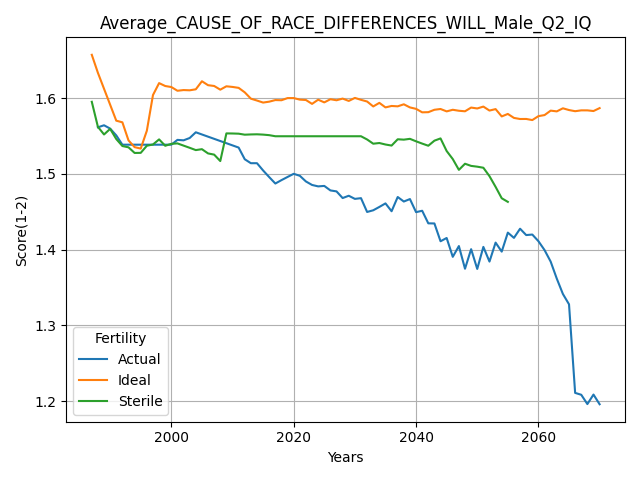 Average_CAUSE_OF_RACE_DIFFERENCES_WILL_Male_Q2_IQ
Score(1-2)
1.6
1.5
1.4
1.3
1.2
Fertility
Actual
Ideal
Sterile
2000 2020 2040 2060
Years